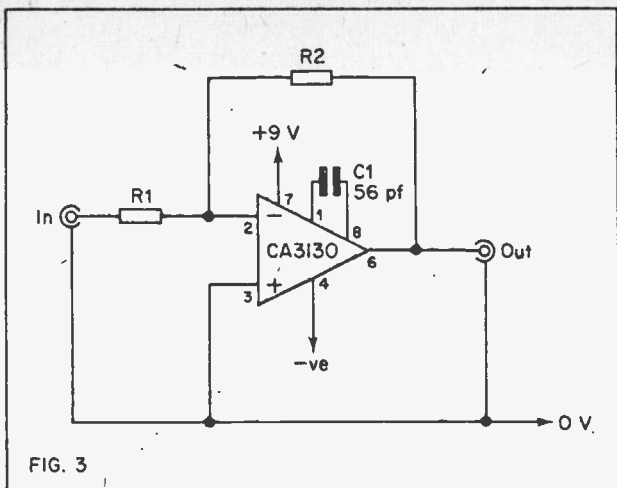 R2
+9 V
C1
56 pf
R1
In
7
1
8
2
−
CA3130
6
Out
3
+
4
−ve
0 V
FIG. 3